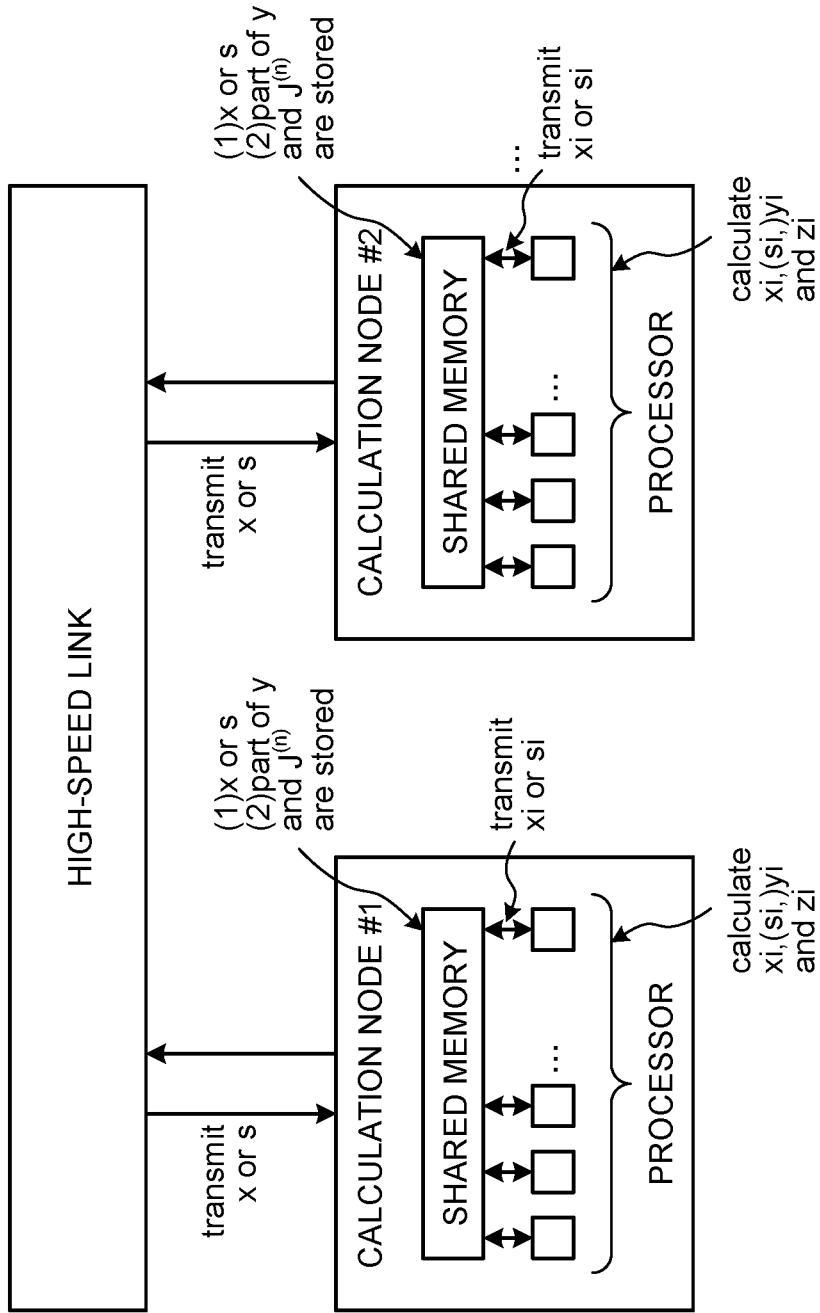 HIGH-SPEED LINK
transmit
x or s
(1)x or s
(2)part of y
and J(n)
are stored
CALCULATION NODE #1
SHARED MEMORY
transmit
xi or si
...
PROCESSOR
calculate
xi,(si,)yi
and zi
transmit
x or s
(1)x or s
(2)part of y
and J(n)
are stored
CALCULATION NODE #2
SHARED MEMORY
...
transmit
xi or si
...
PROCESSOR
calculate
xi,(si,)yi
and zi